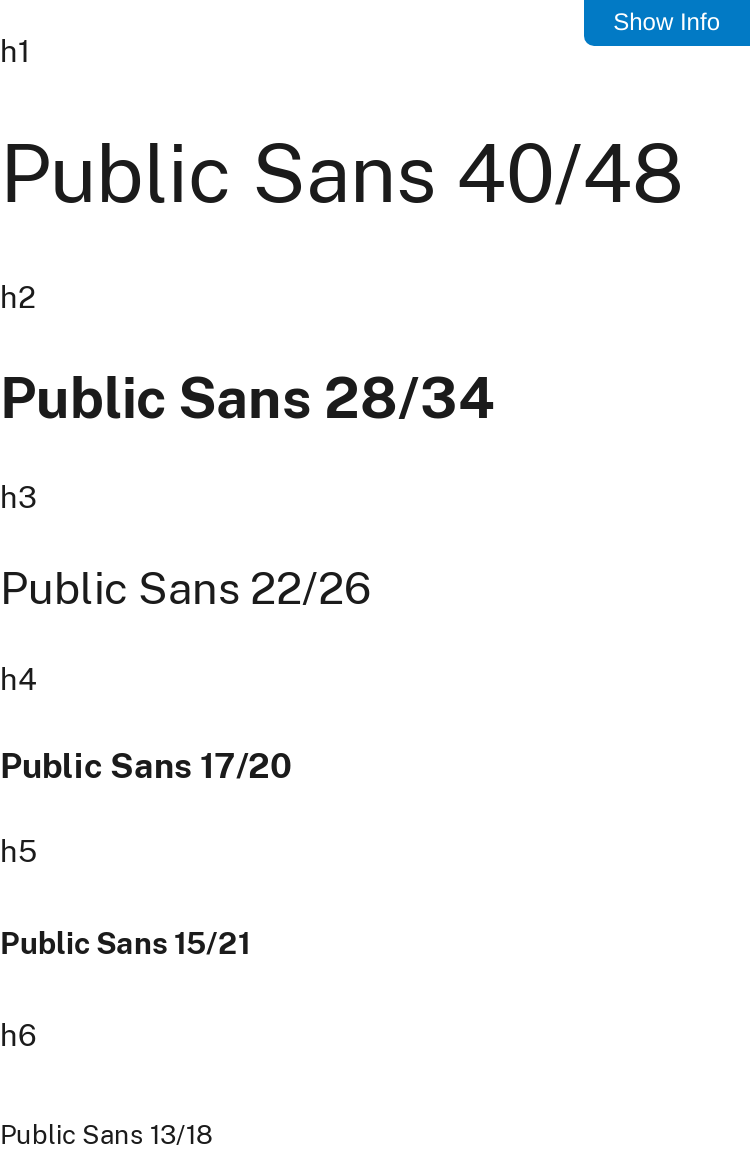 Show Info
h1
Public Sans 40/48
h2
Public Sans 28/34
h3
Public Sans 22/26
h4
Public Sans 17/20
h5
Public Sans 15/21
h6
Public Sans 13/18